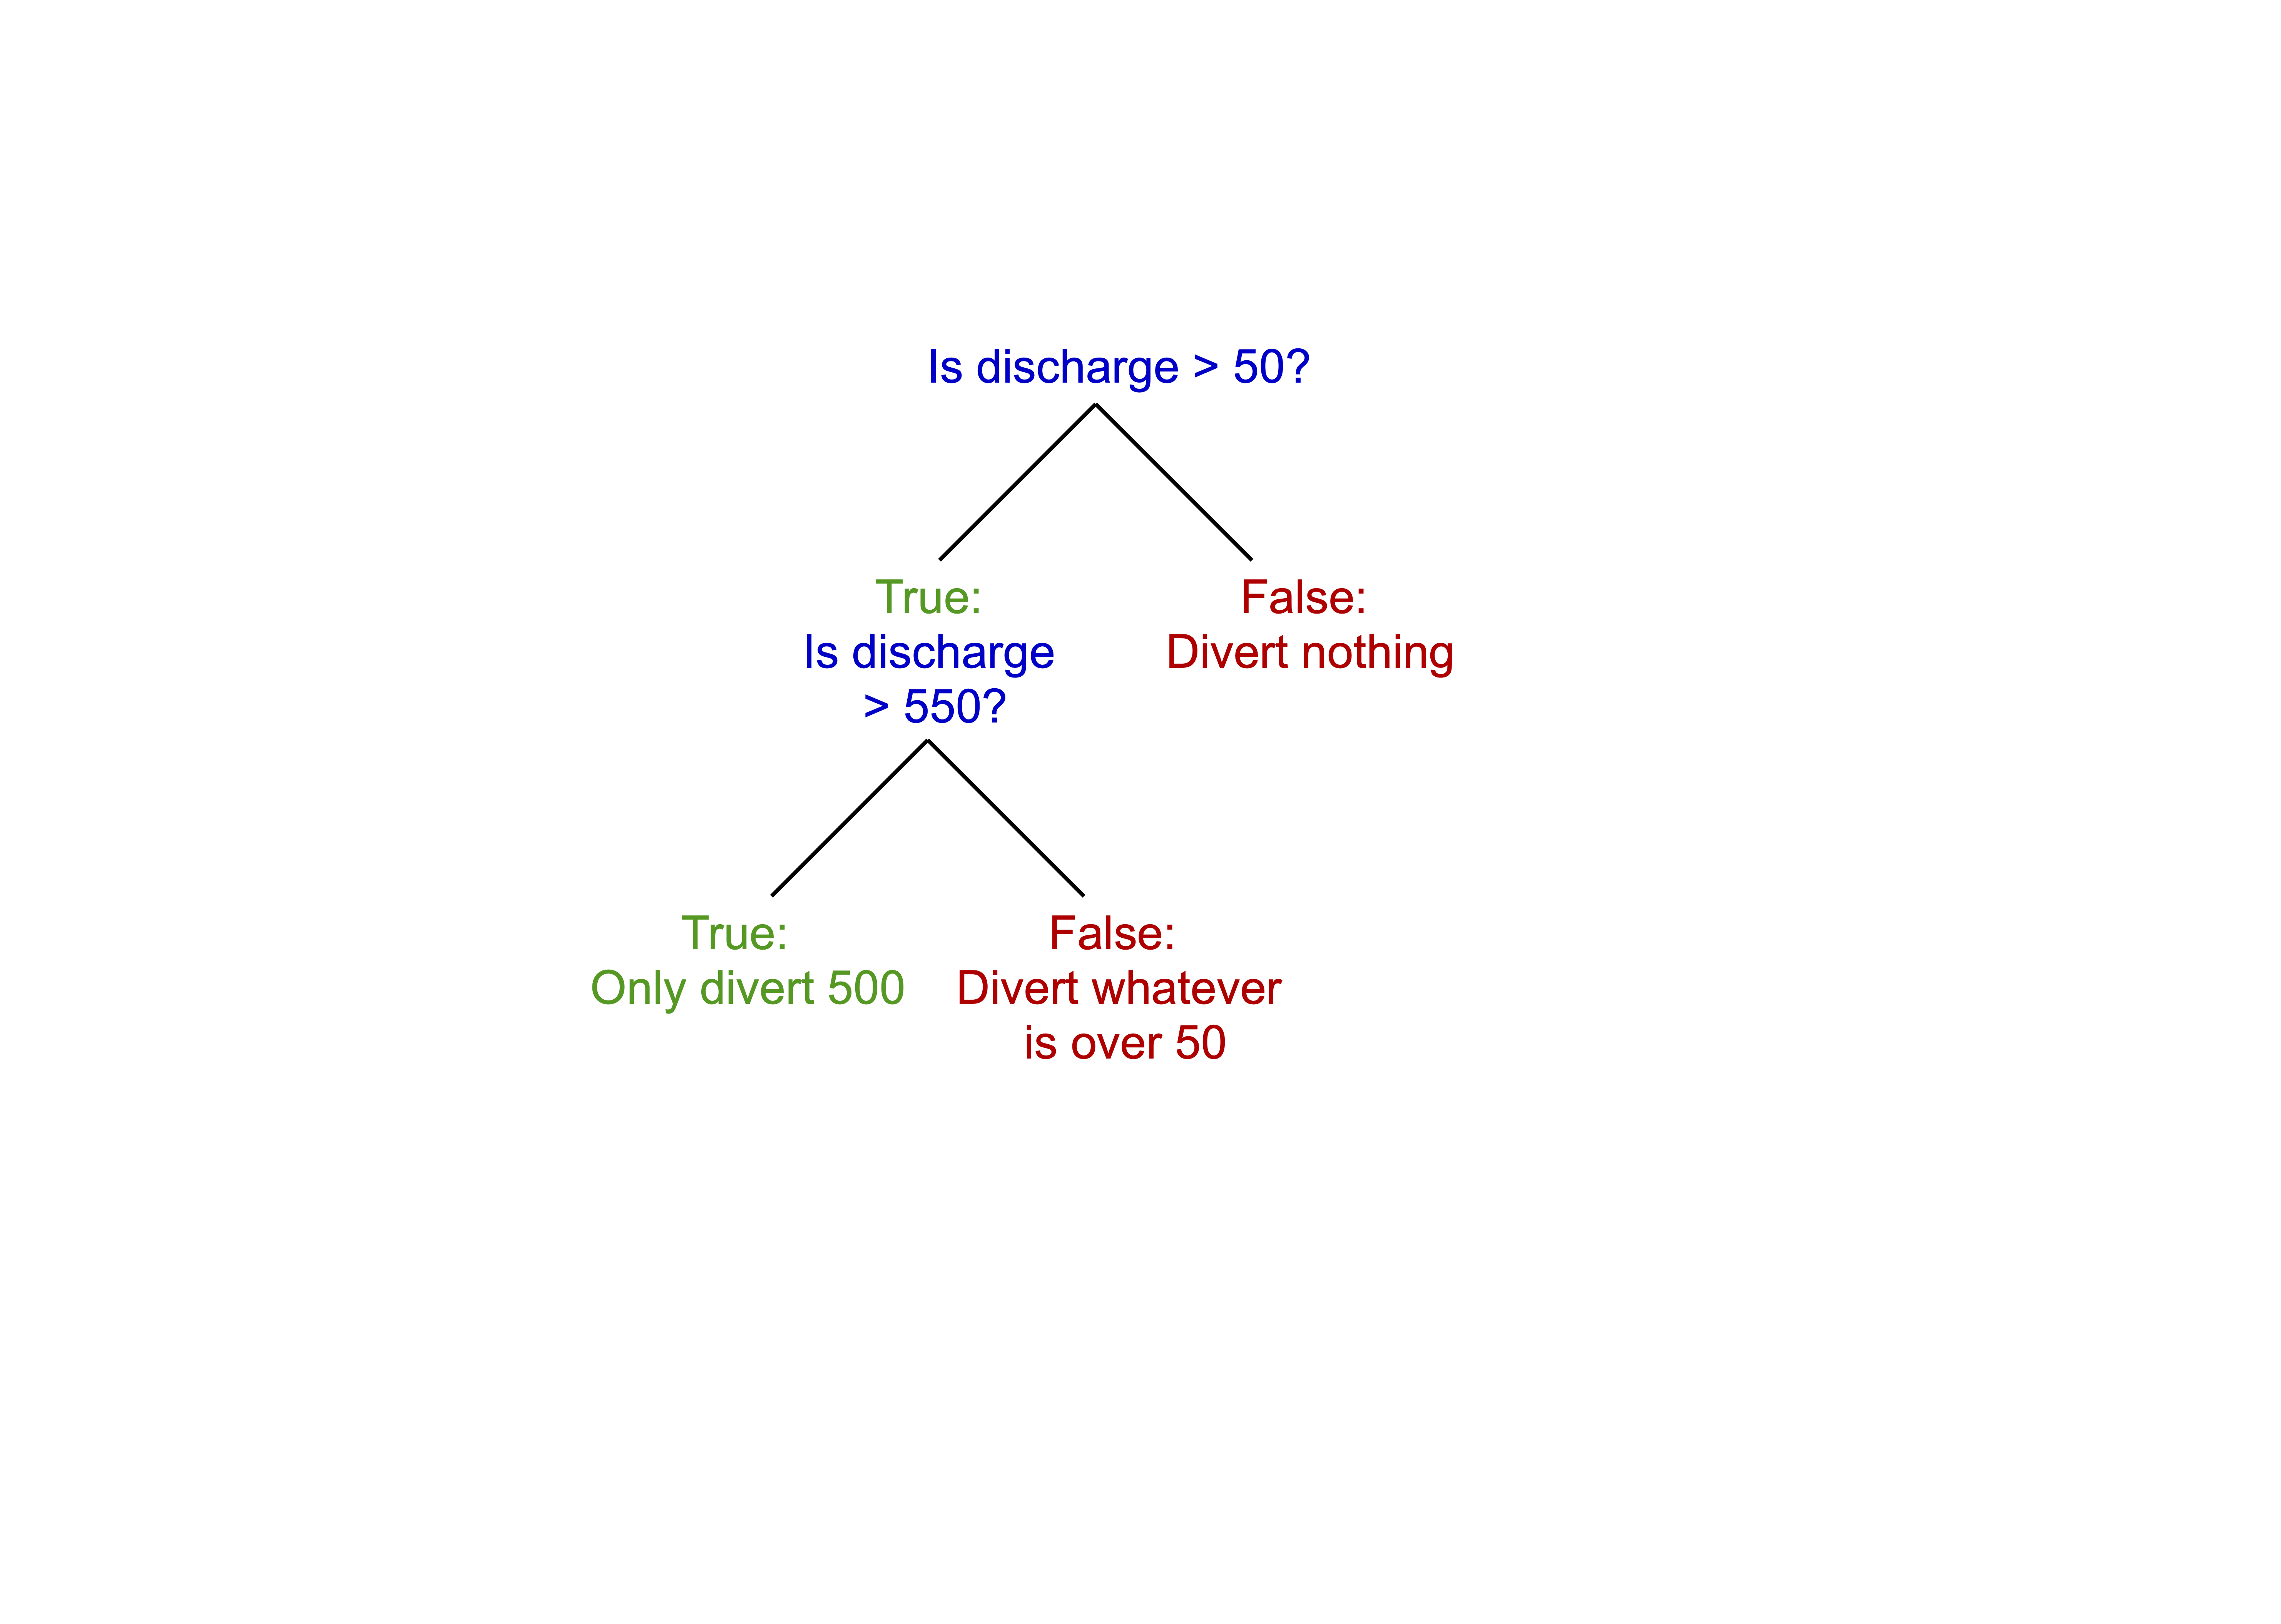 Is discharge > 50?
True:
Is discharge
> 550?
False:
Divert nothing
True:
Only divert 500
False:
Divert whatever
is over 50